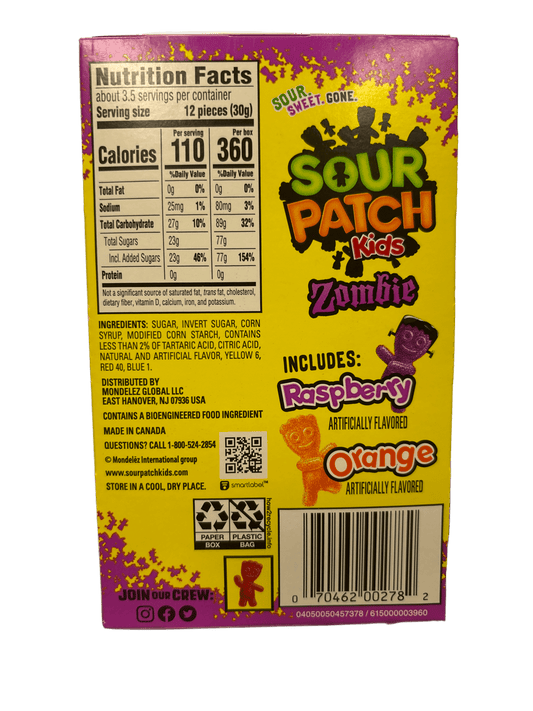 Nutrition Facts
about 3.5 servings per container
Serving size 12 pieces (30g)
Per serving Per box
Calories 110 360
%Daily Value %Daily Value
Total Fat 0g 0% 0g 0%
Sodium 25mg 1% 80mg 3%
Total Carbohydrate 27g 10% 89g 32%
Total Sugars 23g 77g
Incl. Added Sugars 23g 46% 77g 154%
Protein 0g 0g
Not a significant source of saturated fat, trans fat, cholesterol,
dietary fiber, vitamin D, calcium, iron, and potassium.
INGREDIENTS: SUGAR, INVERT SUGAR, CORN
SYRUP, MODIFIED CORN STARCH, CONTAINS
LESS THAN 2% OF TARTARIC ACID, CITRIC ACID,
NATURAL AND ARTIFICIAL FLAVOR, YELLOW 6,
RED 40, BLUE 1.
DISTRIBUTED BY
MONDELEZ GLOBAL LLC
EAST HANOVER, NJ 07936 USA
CONTAINS A BIOENGINEERED FOOD INGREDIENT
MADE IN CANADA
QUESTIONS? CALL 1-800-524-2854
© Mondelēz International group
www.sourpatchkids.com
STORE IN A COOL, DRY PLACE.
smartlabel™
PAPER PLASTIC
BOX BAG
how2recycle.info
JOIN OUR CREW:
SOUR. SWEET. GONE.
SOUR
PATCH
Kids
Zombie
INCLUDES:
Raspberry
ARTIFICIALLY FLAVORED
Orange
ARTIFICIALLY FLAVORED
0 70462 00278 2
04050050457378 / 615000003960